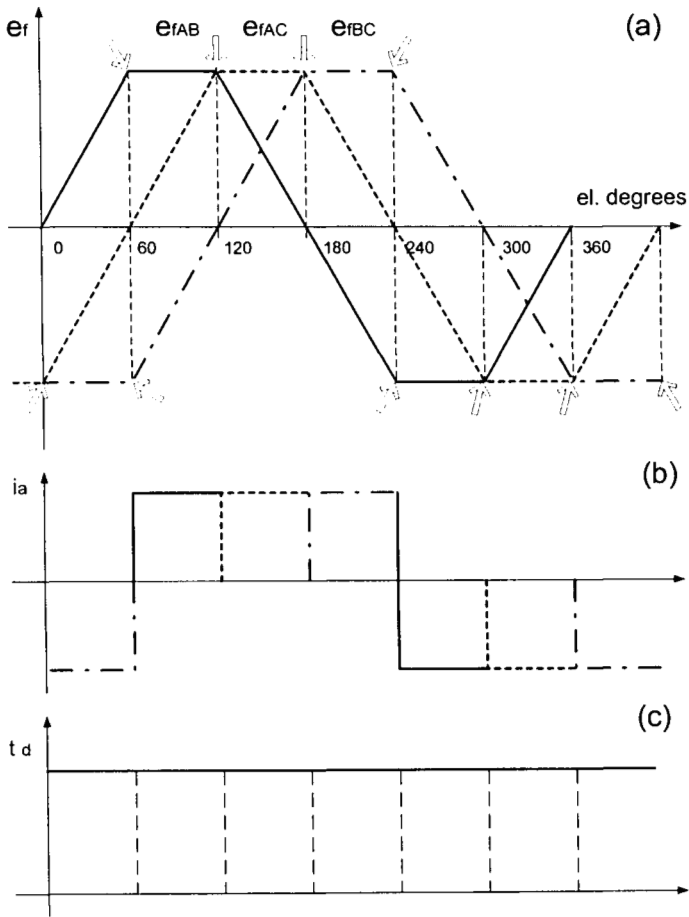 ef efAB efAC efBC (a)
el. degrees
0 60 120 180 240 300 360
ia (b)
td (c)